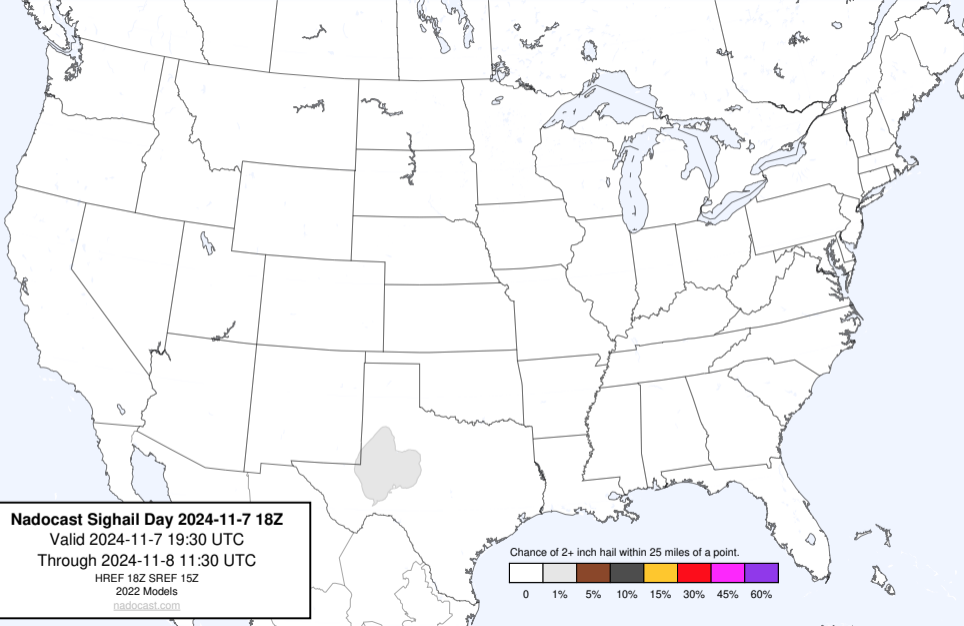 Nadocast Sighail Day 2024-11-7 18Z
Valid 2024-11-7 19:30 UTC
Through 2024-11-8 11:30 UTC
HREF 18Z SREF 15Z
2022 Models
nadocast.com
Chance of 2+ inch hail within 25 miles of a point.
0 1% 5% 10% 15% 30% 45% 60%